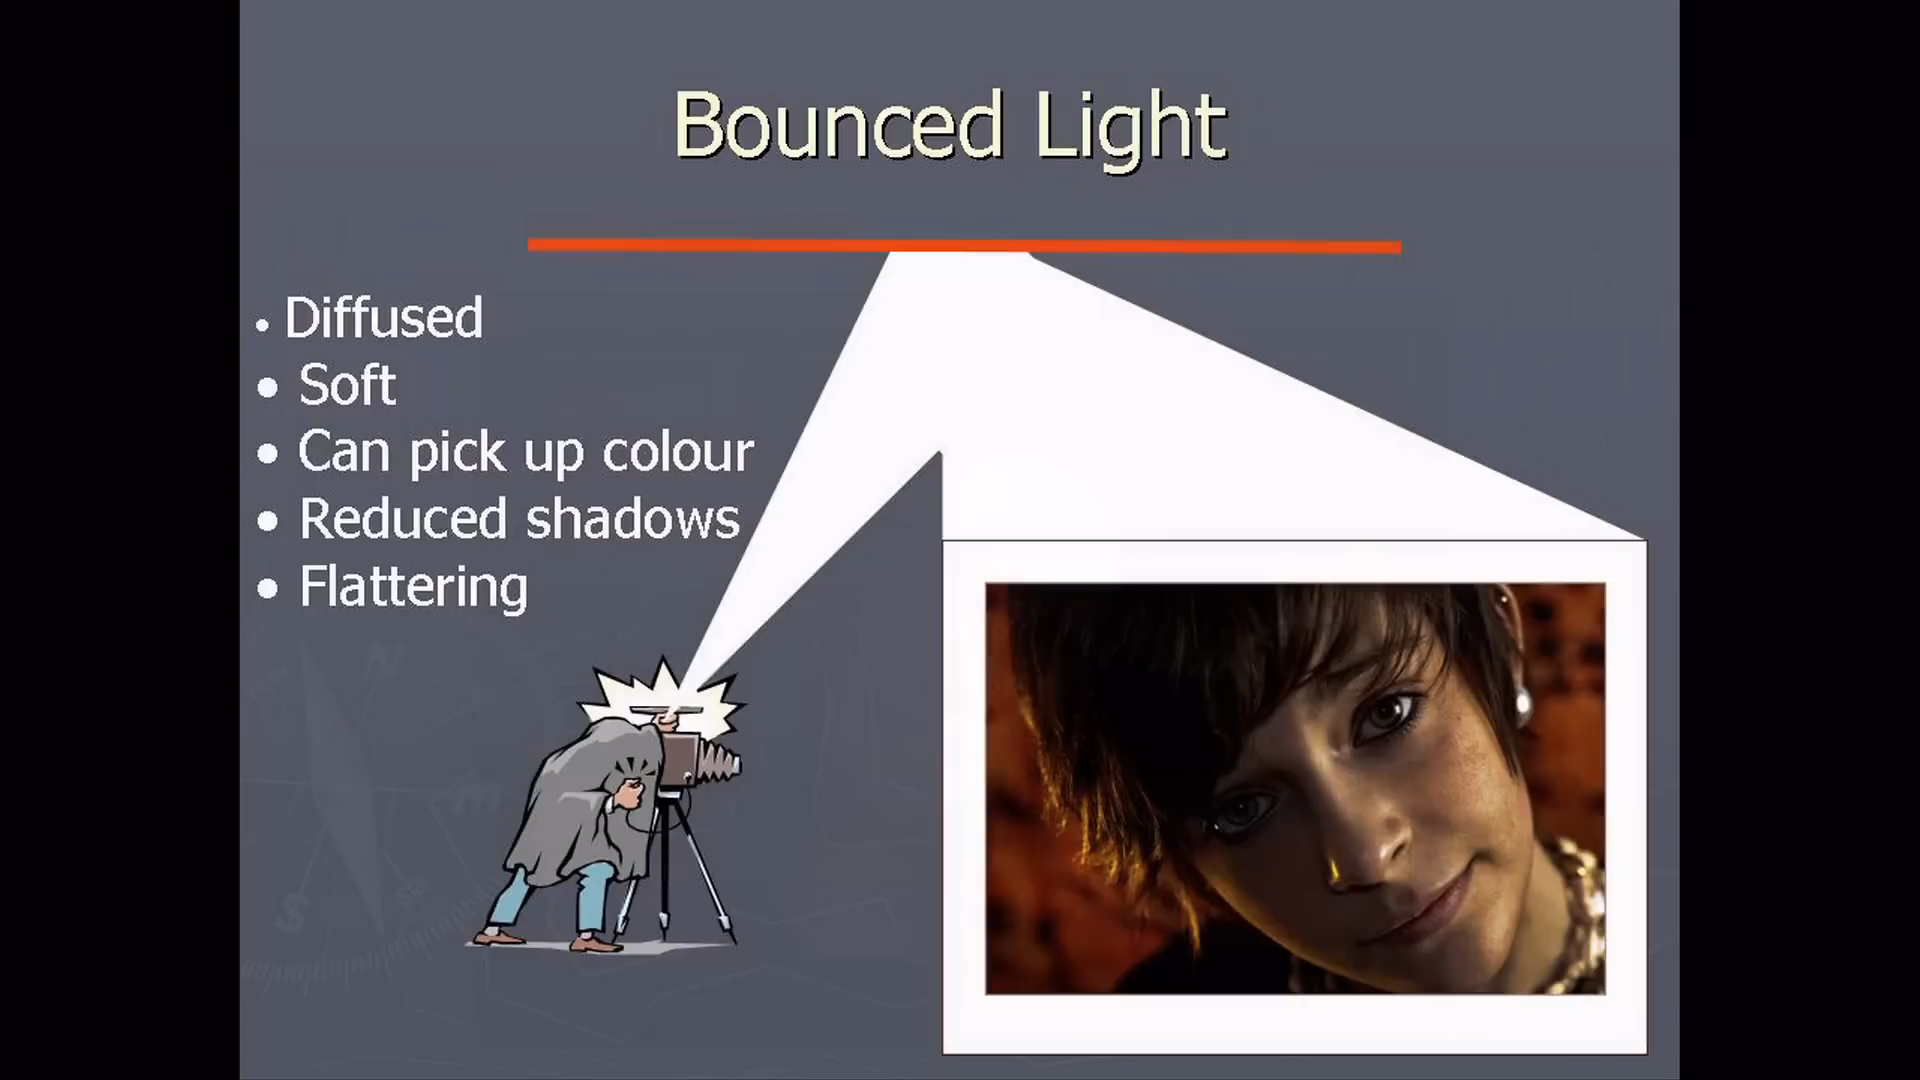 Bounced Light
• Diffused
• Soft
• Can pick up colour
• Reduced shadows
• Flattering
N
S